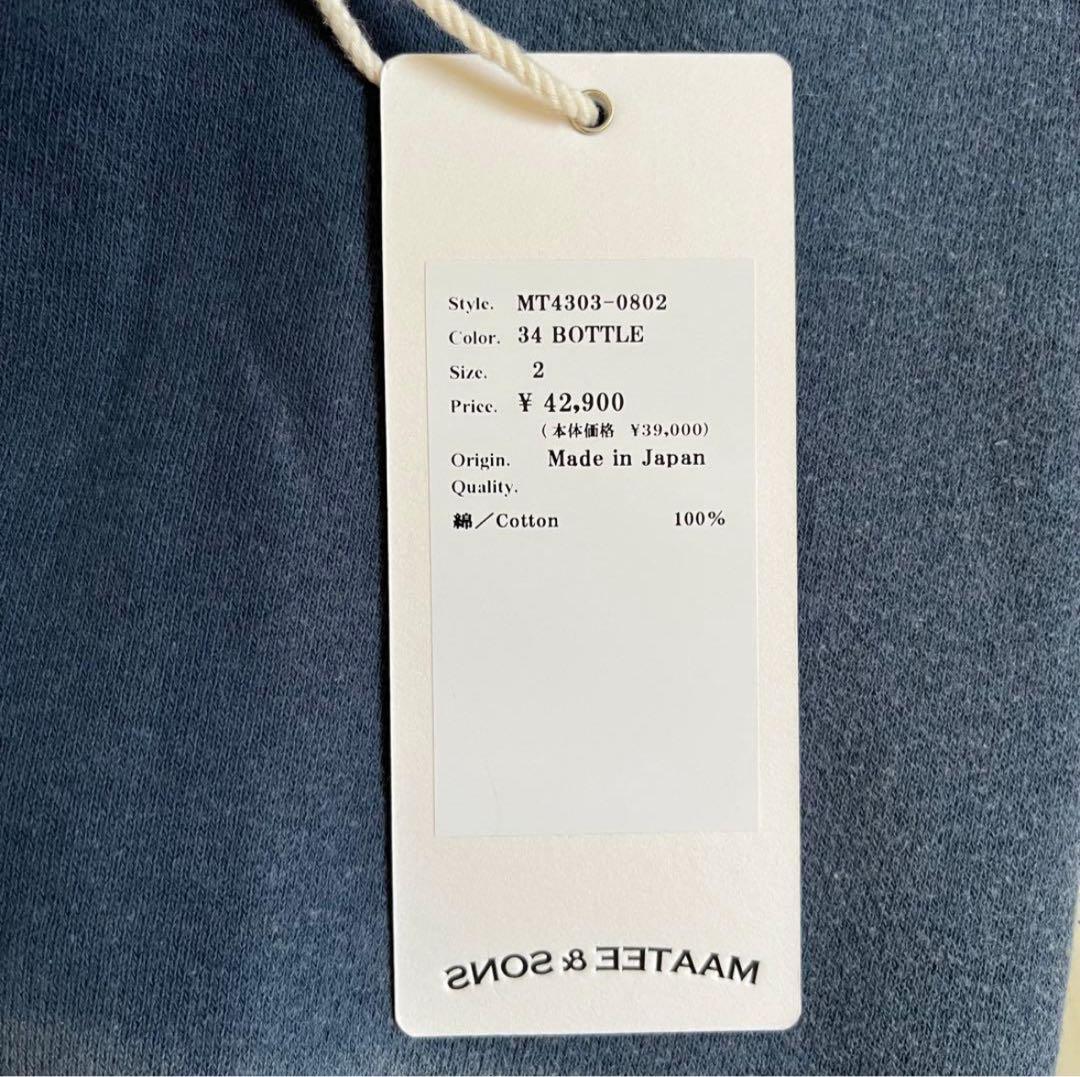 Style. MT4303-0802
Color. 34 BOTTLE
Size. 2
Price. ¥ 42,900
(本体価格 ¥39,000)
Origin. Made in Japan
Quality.
綿／Cotton 100%
MAATEE & SONS